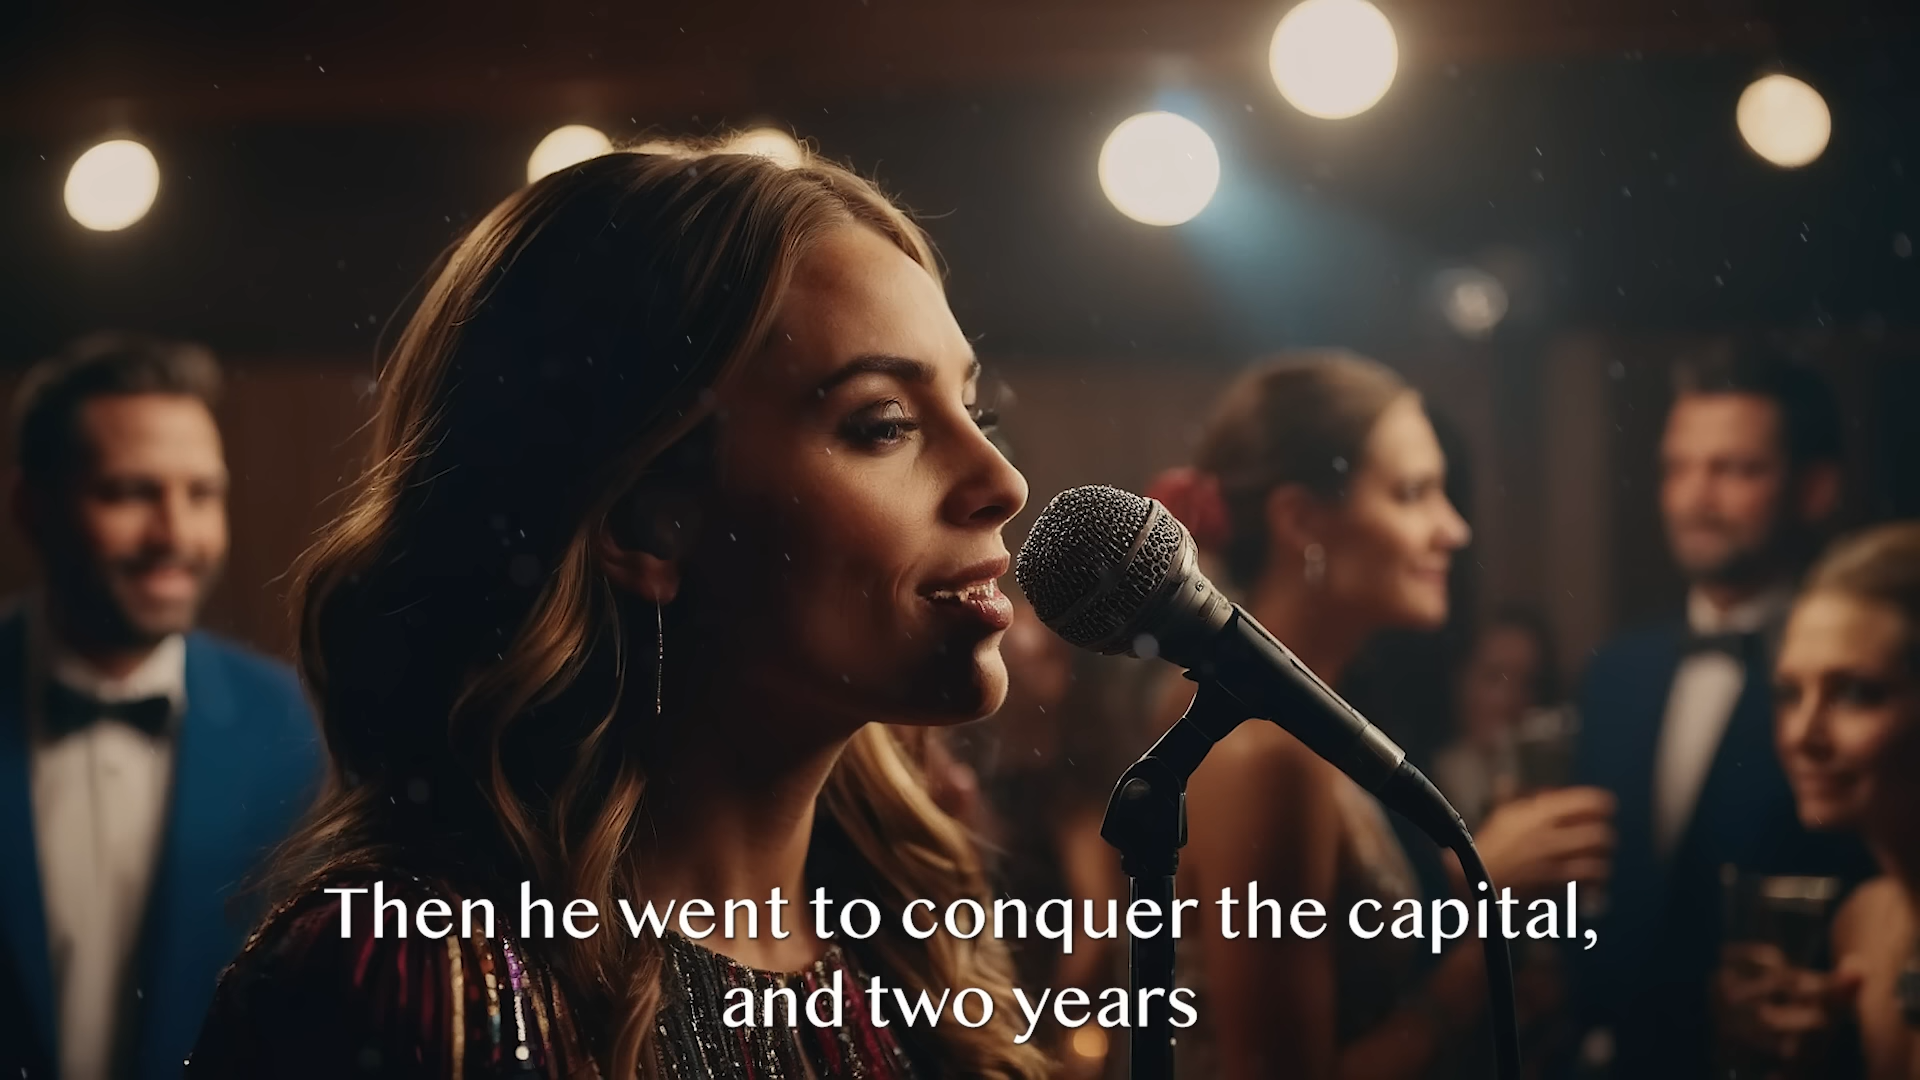 Then he went to conquer the capital,
and two years